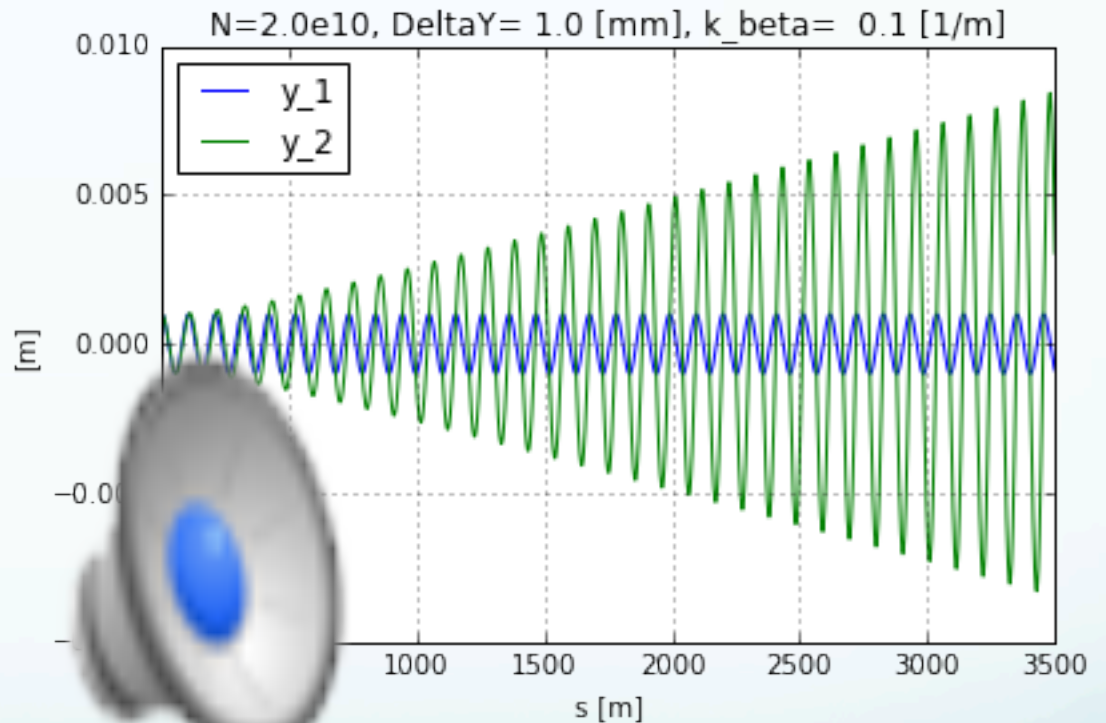 N=2.0e10, DeltaY= 1.0 [mm], k_beta= 0.1 [1/m]
0.010
y_1
y_2
0.005
0.000
[m]
1000 1500 2000 2500 3000 3500
s [m]